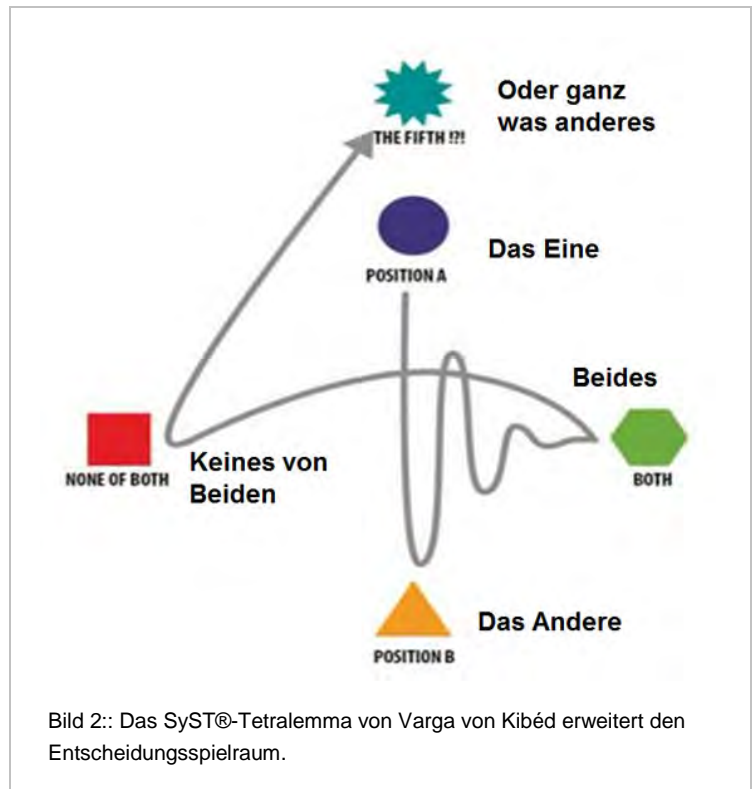 Oder ganz
was anderes
THE FIFTH !?!
Das Eine
POSITION A
Beides
BOTH
Keines von
Beiden
NONE OF BOTH
Das Andere
POSITION B
Bild 2:: Das SyST®-Tetralemma von Varga von Kibéd erweitert den
Entscheidungsspielraum.